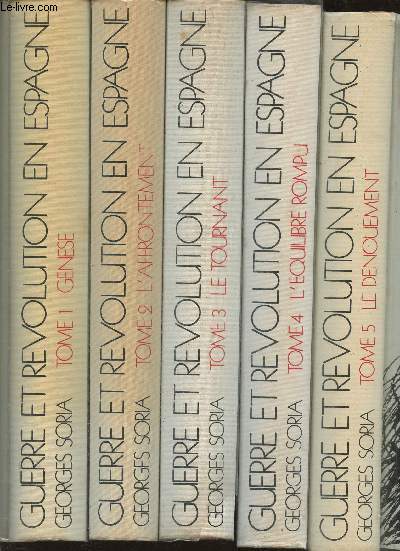 Le-livre.com
GUERRE ET REVOLUTION EN ESPAGNE
GEORGES SORIA TOME 1 GENESE
GUERRE ET REVOLUTION EN ESPAGNE
GEORGES SORIA TOME 2 L'AFFRONTEMENT
GUERRE ET REVOLUTION EN ESPAGNE
GEORGES SORIA TOME 3 LE TOURNANT
GUERRE ET REVOLUTION EN ESPAGNE
GEORGES SORIA TOME 4 L'EQUILIBRE ROMPU
GUERRE ET REVOLUTION EN ESPAGNE
GEORGES SORIA TOME 5 LE DENOUEMENT